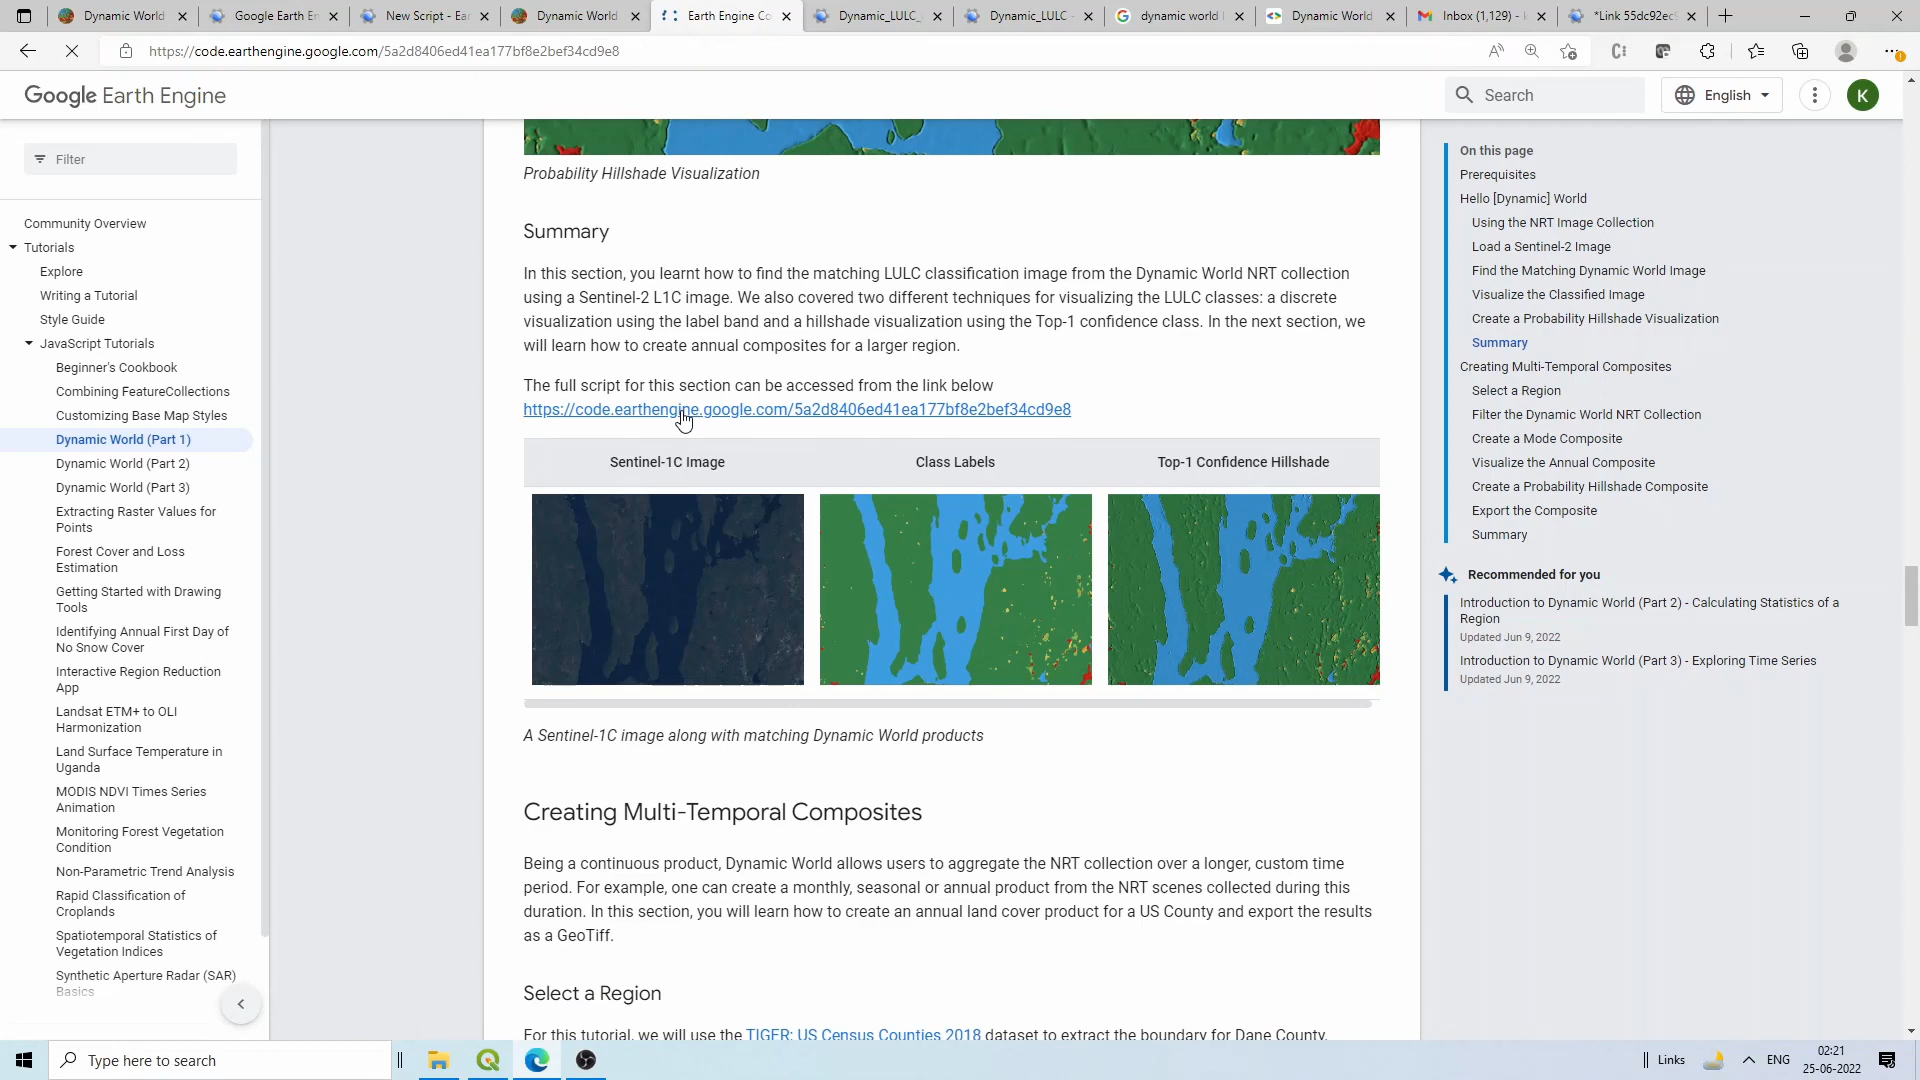 Dynamic World
Google Earth En
New Script - Ear
Dynamic World
Earth Engine Co
Dynamic_LULC_
Dynamic_LULC -
dynamic world l
Dynamic World
Inbox (1,129) -
*Link 55dc92ec
https://code.earthengine.google.com/5a2d8406ed41ea177bf8e2bef34cd9e8
Google Earth Engine
Search
English
K
Filter
Community Overview
Tutorials
Explore
Writing a Tutorial
Style Guide
JavaScript Tutorials
Beginner's Cookbook
Combining FeatureCollections
Customizing Base Map Styles
Dynamic World (Part 1)
Dynamic World (Part 2)
Dynamic World (Part 3)
Extracting Raster Values for
Points
Forest Cover and Loss
Estimation
Getting Started with Drawing
Tools
Identifying Annual First Day of
No Snow Cover
Interactive Region Reduction
App
Landsat ETM+ to OLI
Harmonization
Land Surface Temperature in
Uganda
MODIS NDVI Times Series
Animation
Monitoring Forest Vegetation
Condition
Non-Parametric Trend Analysis
Rapid Classification of
Croplands
Spatiotemporal Statistics of
Vegetation Indices
Synthetic Aperture Radar (SAR)
Basics
Probability Hillshade Visualization
Summary
In this section, you learnt how to find the matching LULC classification image from the Dynamic World NRT collection
using a Sentinel-2 L1C image. We also covered two different techniques for visualizing the LULC classes: a discrete
visualization using the label band and a hillshade visualization using the Top-1 confidence class. In the next section, we
will learn how to create annual composites for a larger region.
The full script for this section can be accessed from the link below
https://code.earthengine.google.com/5a2d8406ed41ea177bf8e2bef34cd9e8
Sentinel-1C Image
Class Labels
Top-1 Confidence Hillshade
A Sentinel-1C image along with matching Dynamic World products
Creating Multi-Temporal Composites
Being a continuous product, Dynamic World allows users to aggregate the NRT collection over a longer, custom time
period. For example, one can create a monthly, seasonal or annual product from the NRT scenes collected during this
duration. In this section, you will learn how to create an annual land cover product for a US County and export the results
as a GeoTiff.
Select a Region
For this tutorial, we will use the TIGER: US Census Counties 2018 dataset to extract the boundary for Dane County,
On this page
Prerequisites
Hello [Dynamic] World
Using the NRT Image Collection
Load a Sentinel-2 Image
Find the Matching Dynamic World Image
Visualize the Classified Image
Create a Probability Hillshade Visualization
Summary
Creating Multi-Temporal Composites
Select a Region
Filter the Dynamic World NRT Collection
Create a Mode Composite
Visualize the Annual Composite
Create a Probability Hillshade Composite
Export the Composite
Summary
Recommended for you
Introduction to Dynamic World (Part 2) - Calculating Statistics of a
Region
Updated Jun 9, 2022
Introduction to Dynamic World (Part 3) - Exploring Time Series
Updated Jun 9, 2022
Type here to search
Links
ENG
02:21
25-06-2022